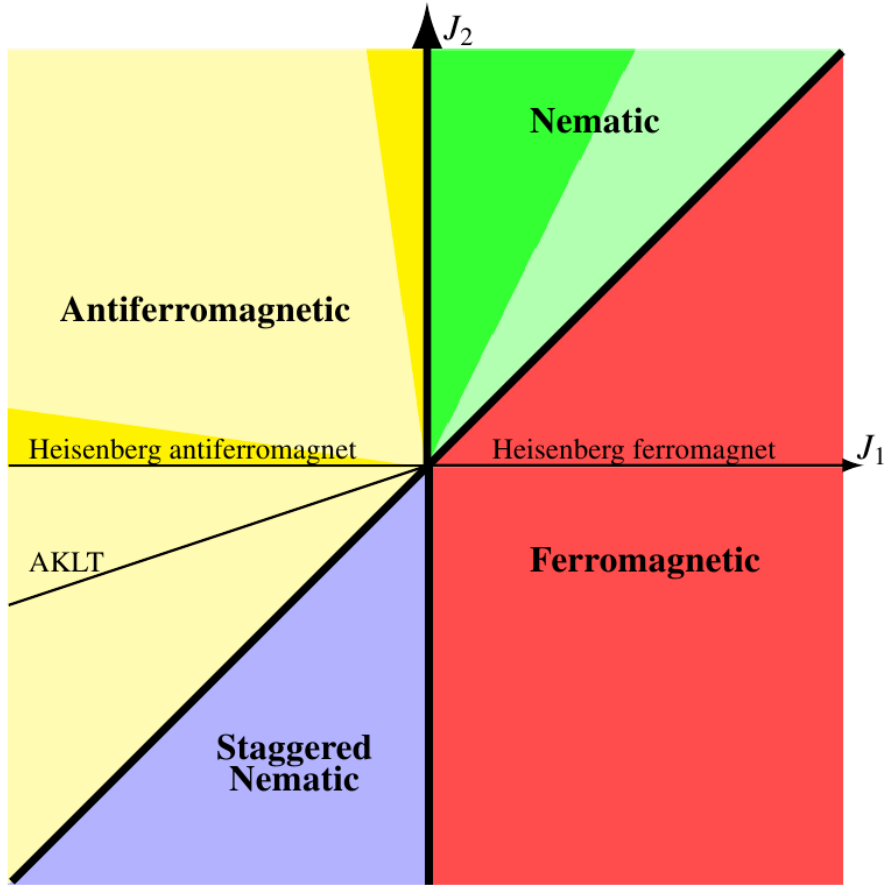 J₂
Nematic
Antiferromagnetic
Heisenberg antiferromagnet
Heisenberg ferromagnet
J₁
AKLT
Ferromagnetic
Staggered
Nematic